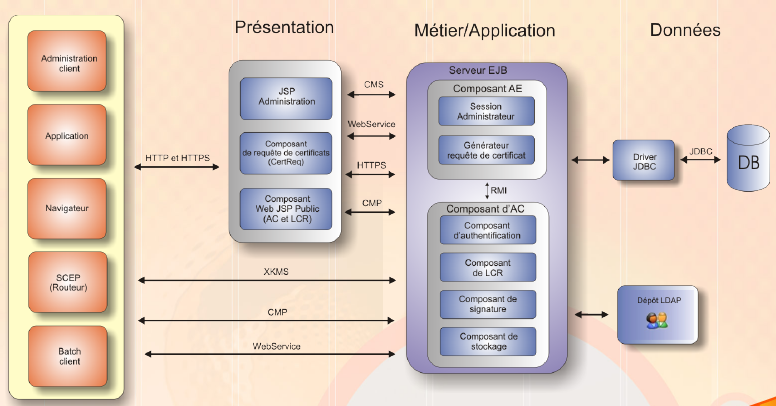 Présentation
Métier/Application
Données
Administration
client
Application
Navigateur
SCEP
(Routeur)
Batch
client
HTTP et HTTPS
JSP
Administration
Composant
de requête de certificats
(CertReq)
Composant
Web JSP Public
(AC et LCR)
CMS
WebService
HTTPS
CMP
XKMS
CMP
WebService
Serveur EJB
Composant AE
Session
Administrateur
Générateur
requête de certificat
RMI
Composant d'AC
Composant
d'authentification
Composant
de LCR
Composant de
signature
Composant de
stockage
Driver
JDBC
JDBC
DB
Dépôt LDAP